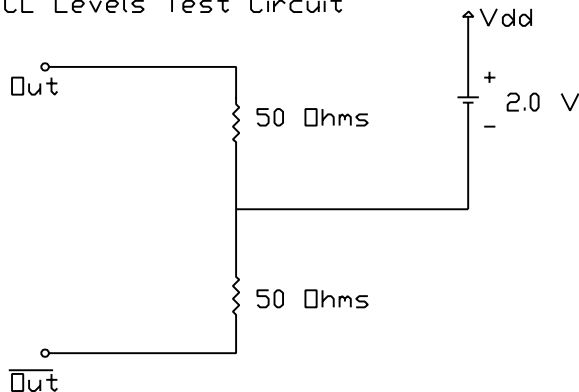 CL Levels Test Circuit
Vdd
Out
+
2.0 V
50 Ohms
−
50 Ohms
Out